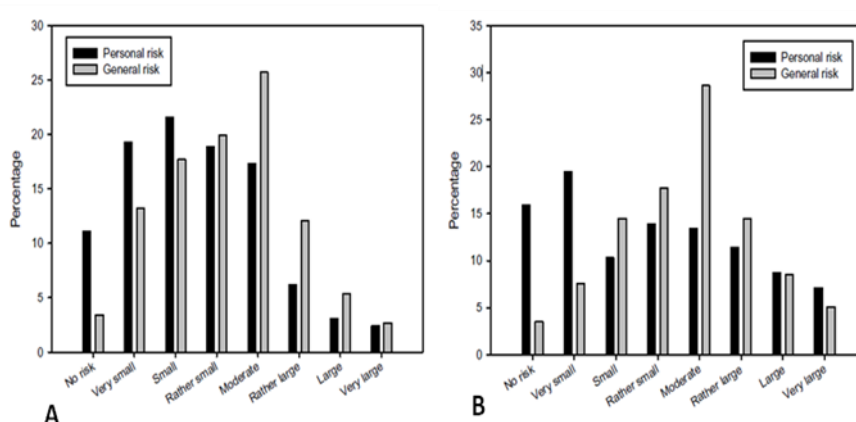 30
25
20
15
10
5
0
Percentage
Personal risk
General risk
No risk
Very small
Small
Rather small
Moderate
Rather large
Large
Very large
A
35
30
25
20
15
10
5
0
Percentage
Personal risk
General risk
No risk
Very small
Small
Rather small
Moderate
Rather large
Large
Very large
B